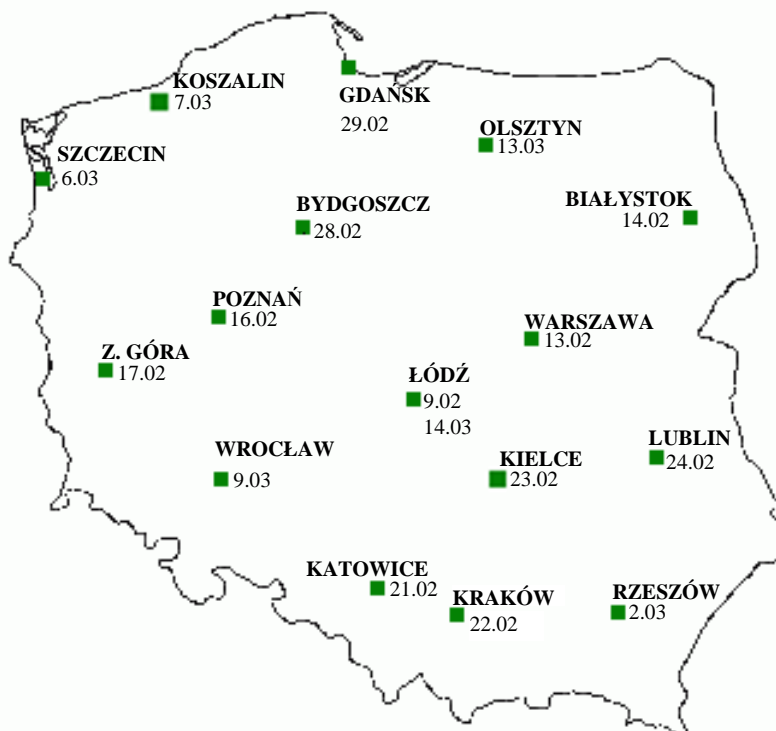 KOSZALIN
7.03
GDAŃSK
29.02
OLSZTYN
13.03
SZCZECIN
6.03
BYDGOSZCZ
28.02
BIAŁYSTOK
14.02
POZNAŃ
16.02
WARSZAWA
13.02
Z. GÓRA
17.02
ŁÓDŹ
9.02
14.03
WROCŁAW
9.03
KIELCE
23.02
LUBLIN
24.02
KATOWICE
21.02
KRAKÓW
22.02
RZESZÓW
2.03